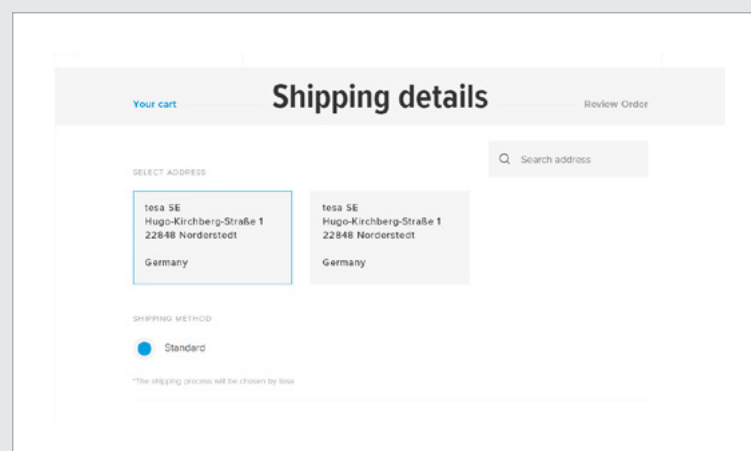 Your cart
Shipping details
Review Order
Search address
SELECT ADDRESS
tesa SE
Hugo-Kirchberg-Straße 1
22848 Norderstedt
Germany
tesa SE
Hugo-Kirchberg-Straße 1
22848 Norderstedt
Germany
SHIPPING METHOD
Standard
*The shipping process will be chosen by tesa